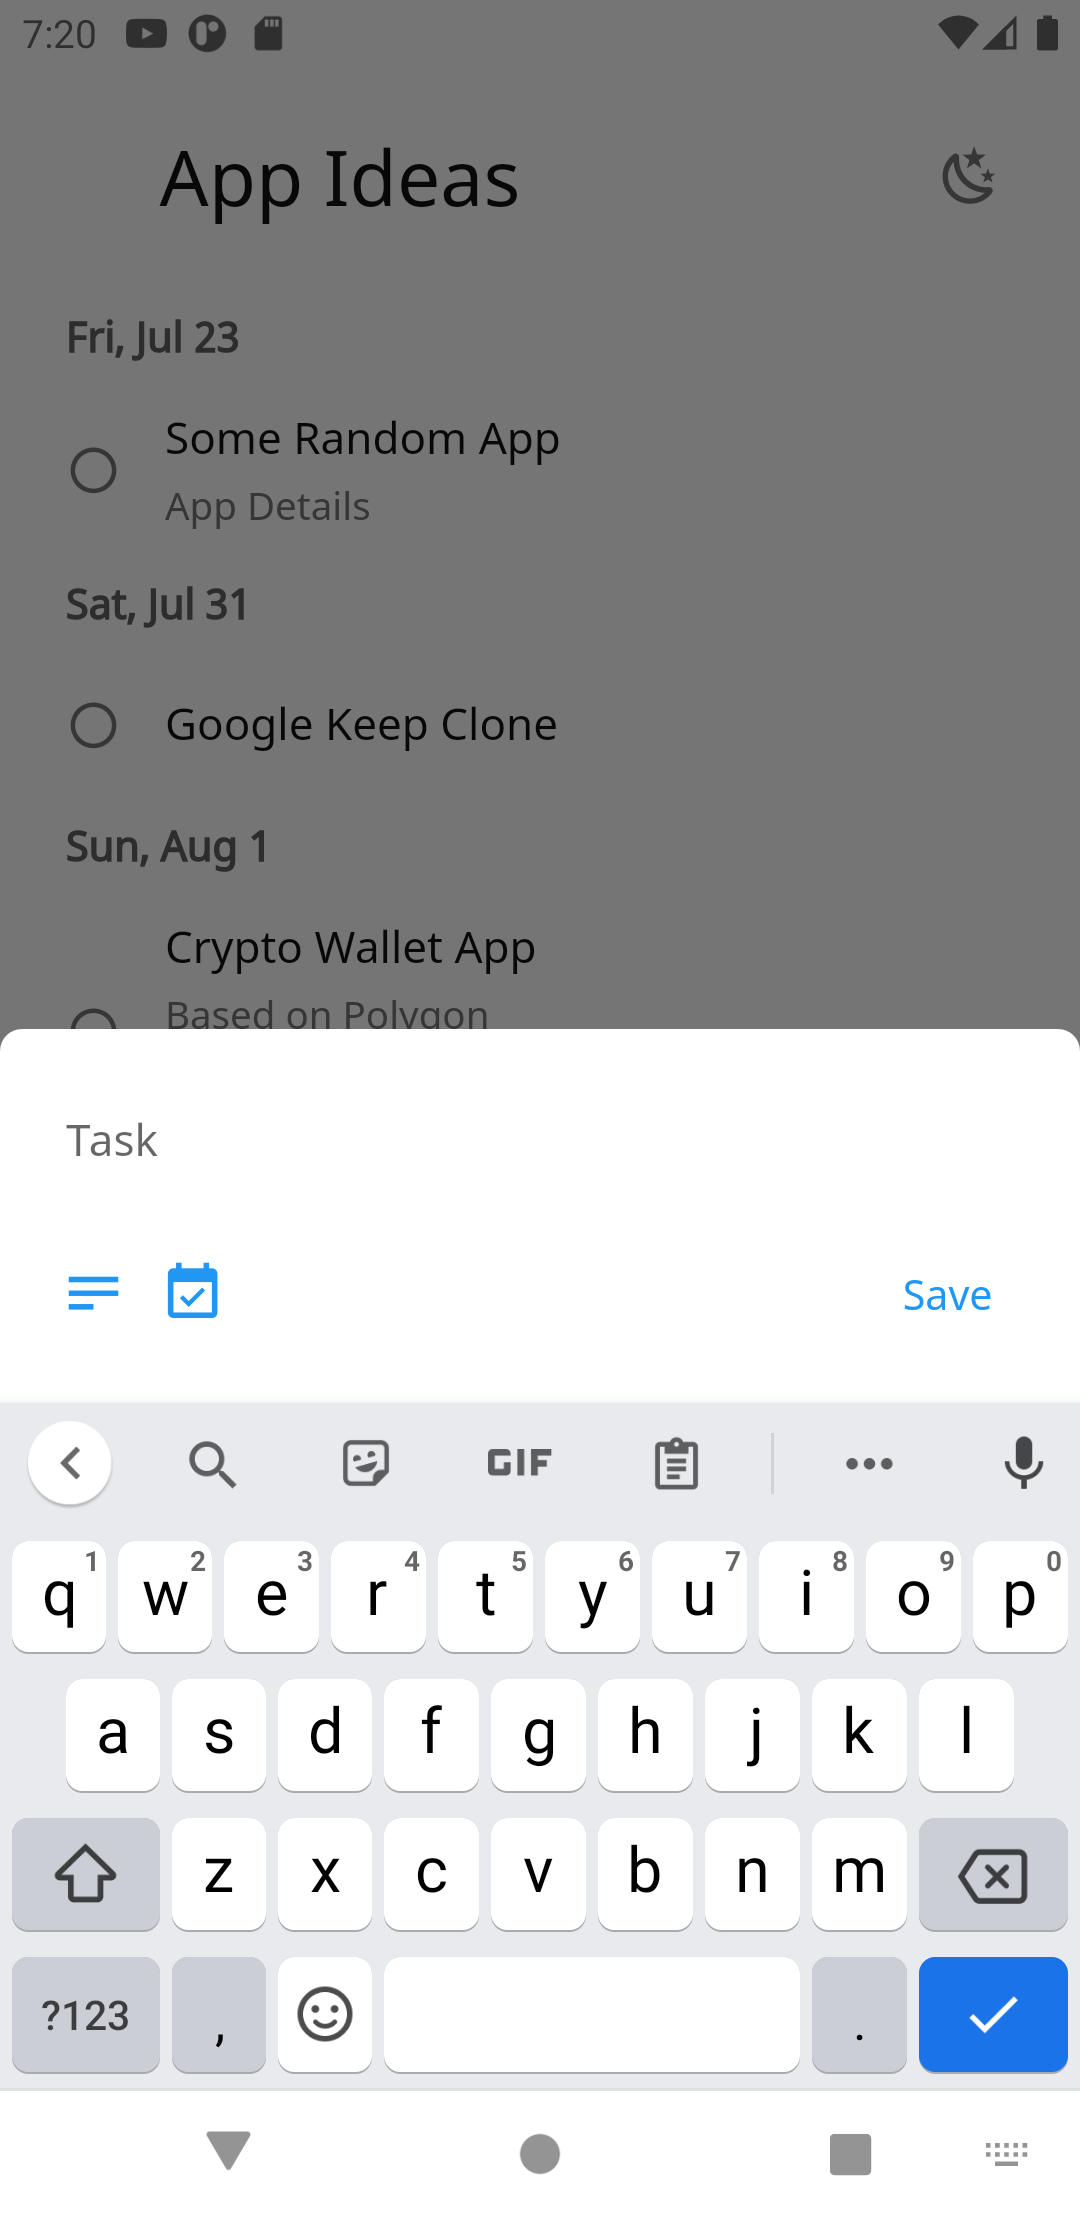 7:20
App Ideas
Fri, Jul 23
Some Random App
App Details
Sat, Jul 31
Google Keep Clone
Sun, Aug 1
Crypto Wallet App
Based on Polygon
Task
Save
GIF
q 1 w 2 e 3 r 4 t 5 y 6 u 7 i 8 o 9 p 0
a s d f g h j k l
z x c v b n m
?123 , .